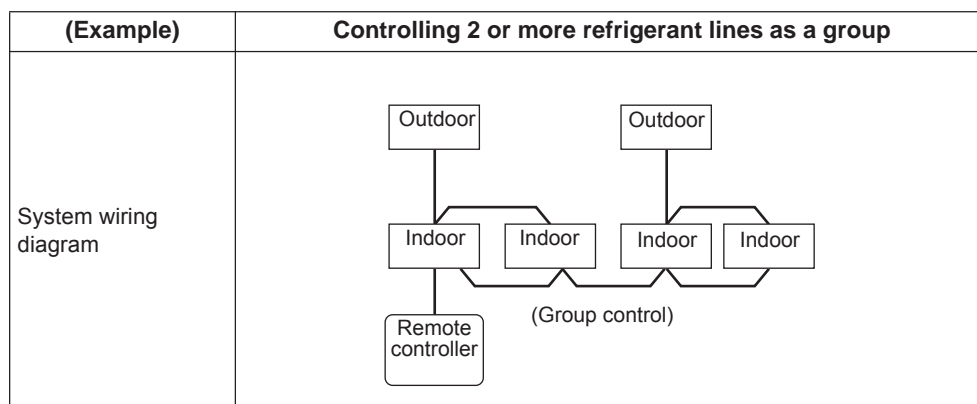 (Example)
Controlling 2 or more refrigerant lines as a group
System wiring
diagram
Outdoor
Outdoor
Indoor
Indoor
Indoor
Indoor
(Group control)
Remote
controller